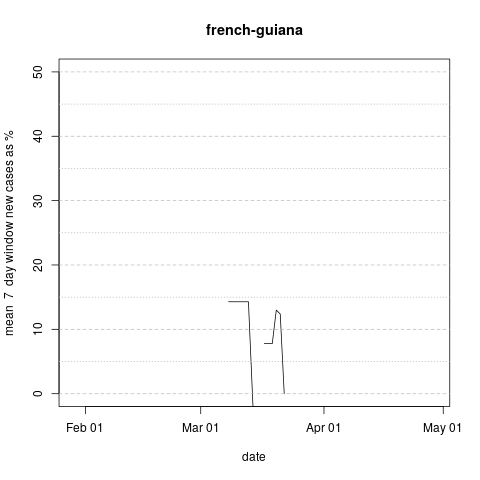 french-guiana
mean  7  day window new cases as %
50
40
30
20
10
0
Feb 01
Mar 01
Apr 01
May 01
date